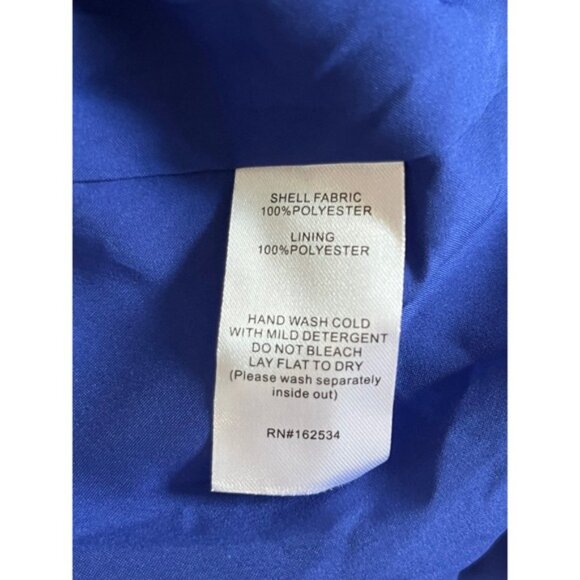 SHELL FABRIC
100%POLYESTER
LINING
100%POLYESTER
HAND WASH COLD
WITH MILD DETERGENT
DO NOT BLEACH
LAY FLAT TO DRY
(Please wash separately
inside out)
RN#162534